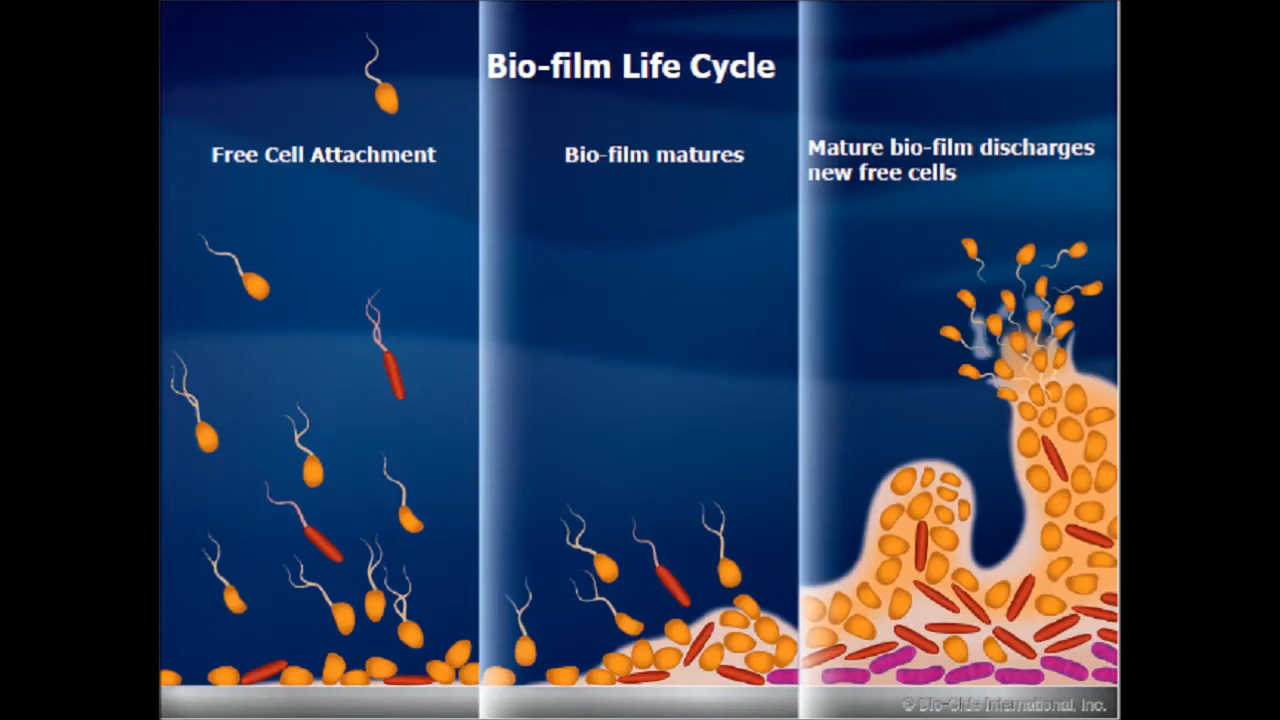 Bio-film Life Cycle
Free Cell Attachment
Bio-film matures
Mature bio-film discharges
new free cells
© Bio-Cide International, Inc.